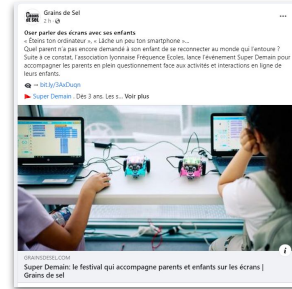 Grains de Sel
2 h ·
Oser parler des écrans avec ses enfants
« Éteins ton ordinateur », « Lâche un peu ton smartphone »...
Quel parent n'a pas encore demandé à son enfant de se reconnecter au monde qui l'entoure ?
Suite à ce constat, l'association lyonnaise Fréquence Ecoles, lance l'événement Super Demain pour
accompagner les parents en plein questionnement face aux activités et interactions en ligne de
leurs enfants.
bit.ly/3AxDuqn
Super Demain . Dès 3 ans. Les s... Voir plus
GRAINSDESEL.COM
Super Demain: le festival qui accompagne parents et enfants sur les écrans |
Grains de sel